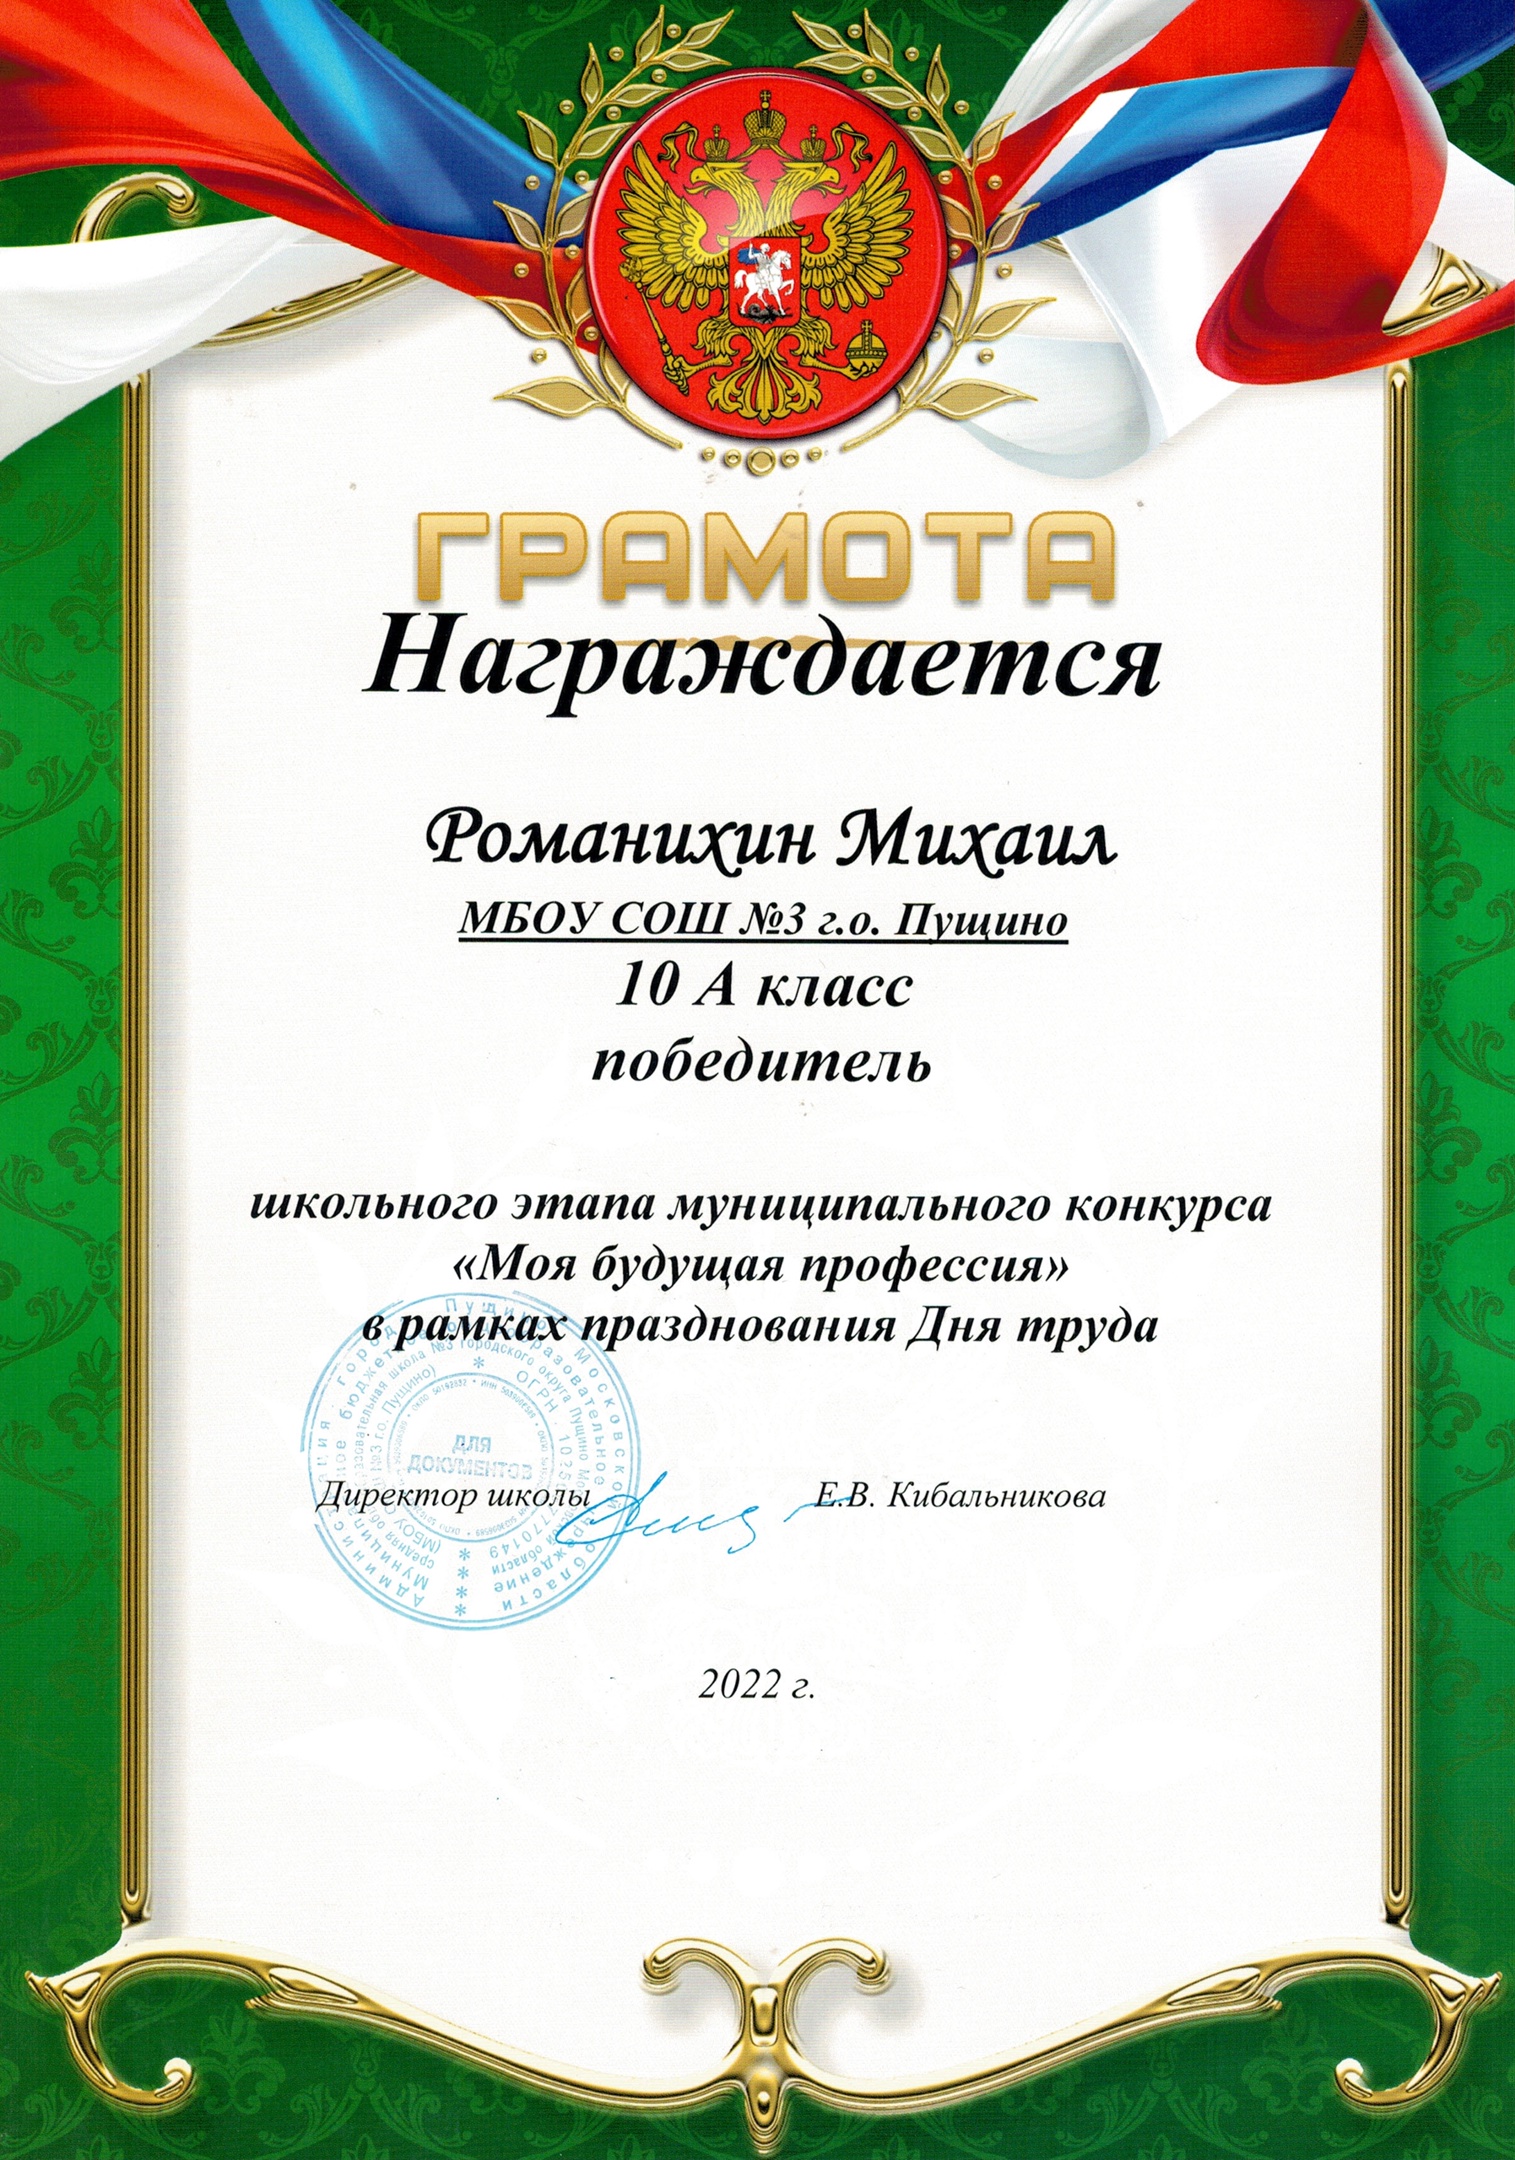 ГРАМОТА
Награждается
Романихин Михаил
МБОУ СОШ №3 г.о. Пущино
10 А класс
победитель
школьного этапа муниципального конкурса
«Моя будущая профессия»
в рамках празднования Дня труда
ДЛЯ
ДОКУМЕНТОВ
Директор школы Е.В. Кибальникова
2022 г.